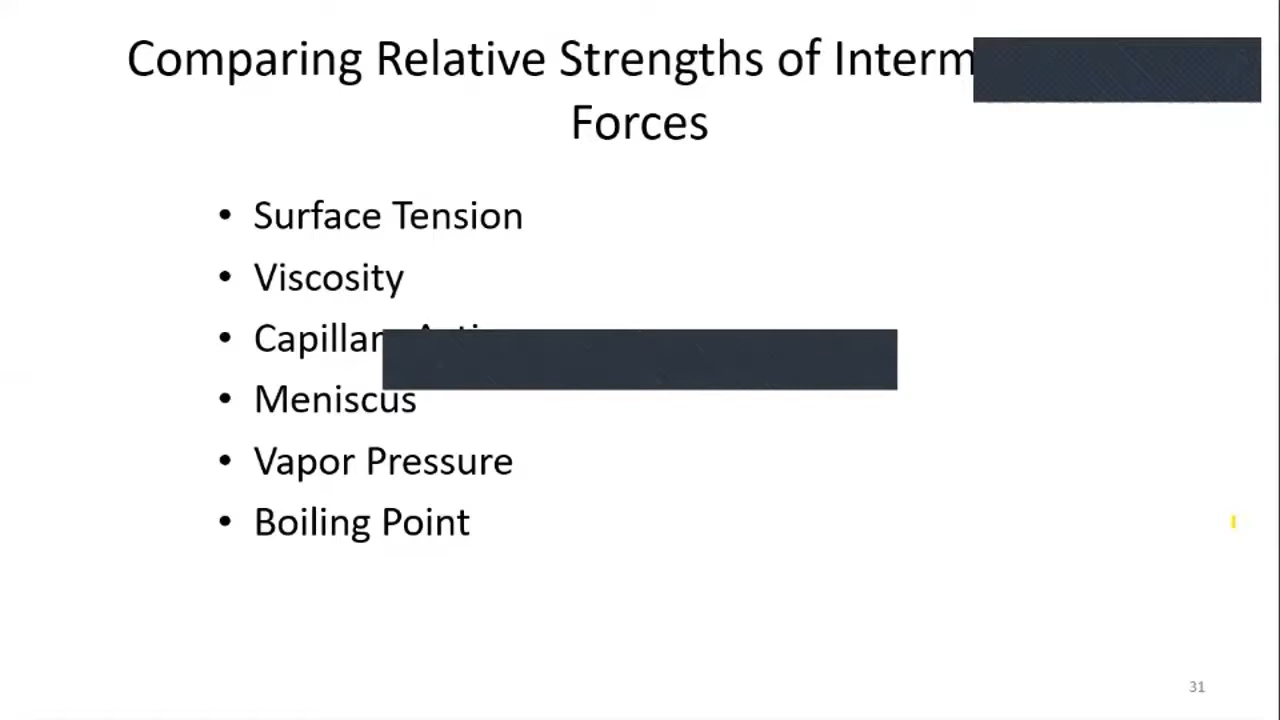 Comparing Relative Strengths of Interm
Forces
• Surface Tension
• Viscosity
• Capillar
• Meniscus
• Vapor Pressure
• Boiling Point
31